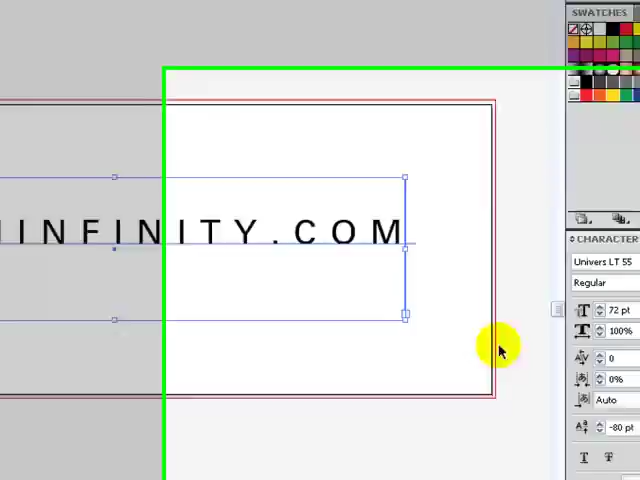 SWATCHES
INFINITY.COM
CHARACTER
Univers LT 55
Regular
72 pt
100%
0
0%
Auto
-80 pt